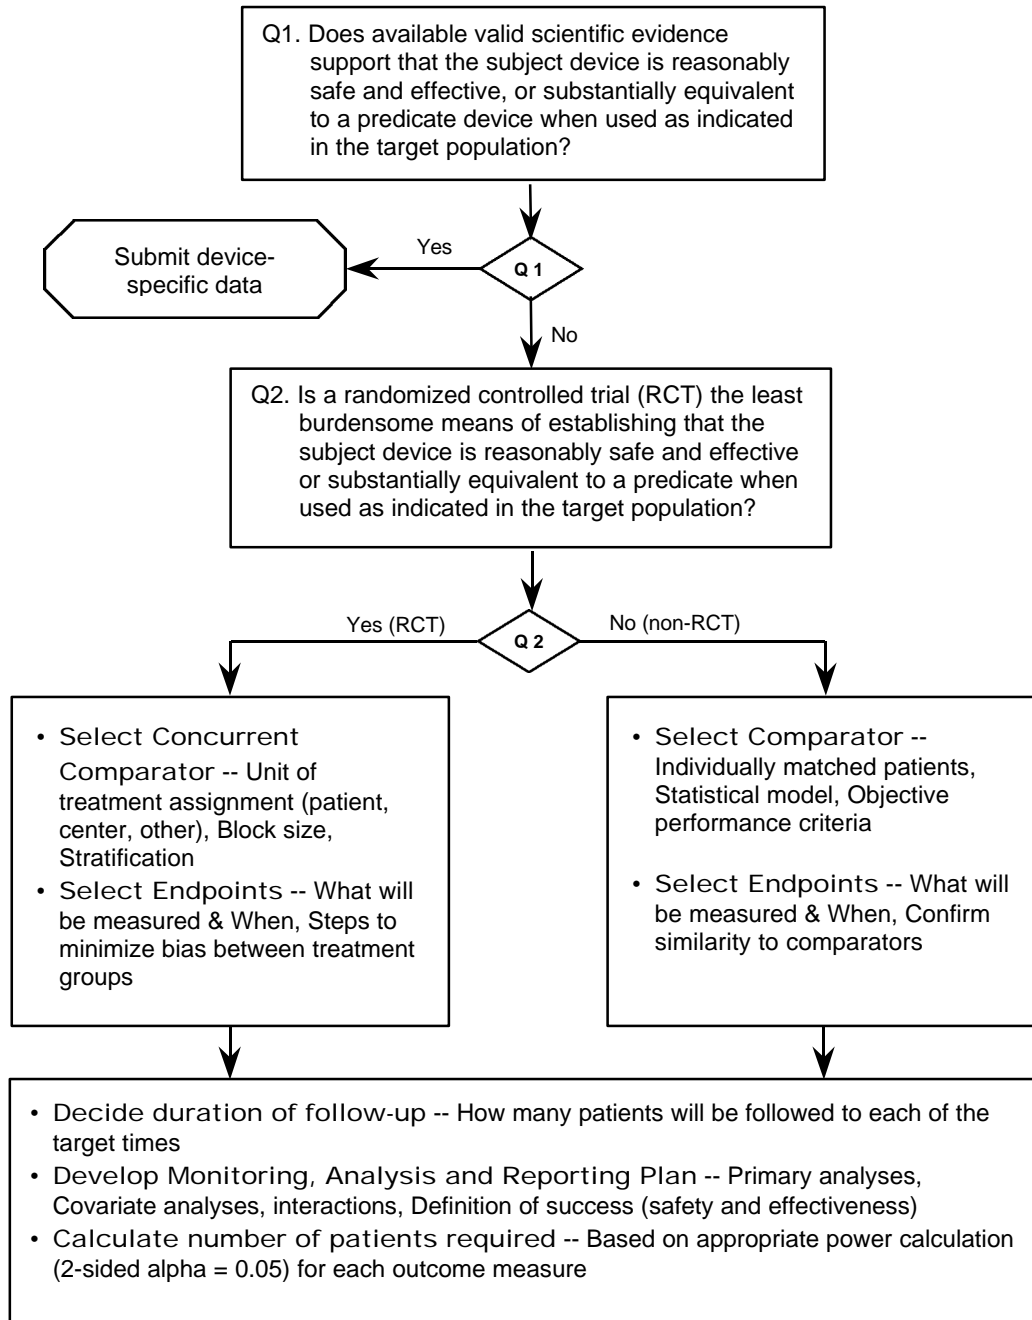 Q1. Does available valid scientific evidence
support that the subject device is reasonably
safe and effective, or substantially equivalent
to a predicate device when used as indicated
in the target population?
Submit device-
specific data
Yes
Q 1
No
Q2. Is a randomized controlled trial (RCT) the least
burdensome means of establishing that the
subject device is reasonably safe and effective
or substantially equivalent to a predicate when
used as indicated in the target population?
Yes (RCT)
Q 2
No (non-RCT)
• Select Concurrent
Comparator -- Unit of
treatment assignment (patient,
center, other), Block size,
Stratification
• Select Endpoints -- What will
be measured & When, Steps to
minimize bias between treatment
groups
• Select Comparator --
Individually matched patients,
Statistical model, Objective
performance criteria
• Select Endpoints -- What will
be measured & When, Confirm
similarity to comparators
• Decide duration of follow-up -- How many patients will be followed to each of the
target times
• Develop Monitoring, Analysis and Reporting Plan -- Primary analyses,
Covariate analyses, interactions, Definition of success (safety and effectiveness)
• Calculate number of patients required -- Based on appropriate power calculation
(2-sided alpha = 0.05) for each outcome measure